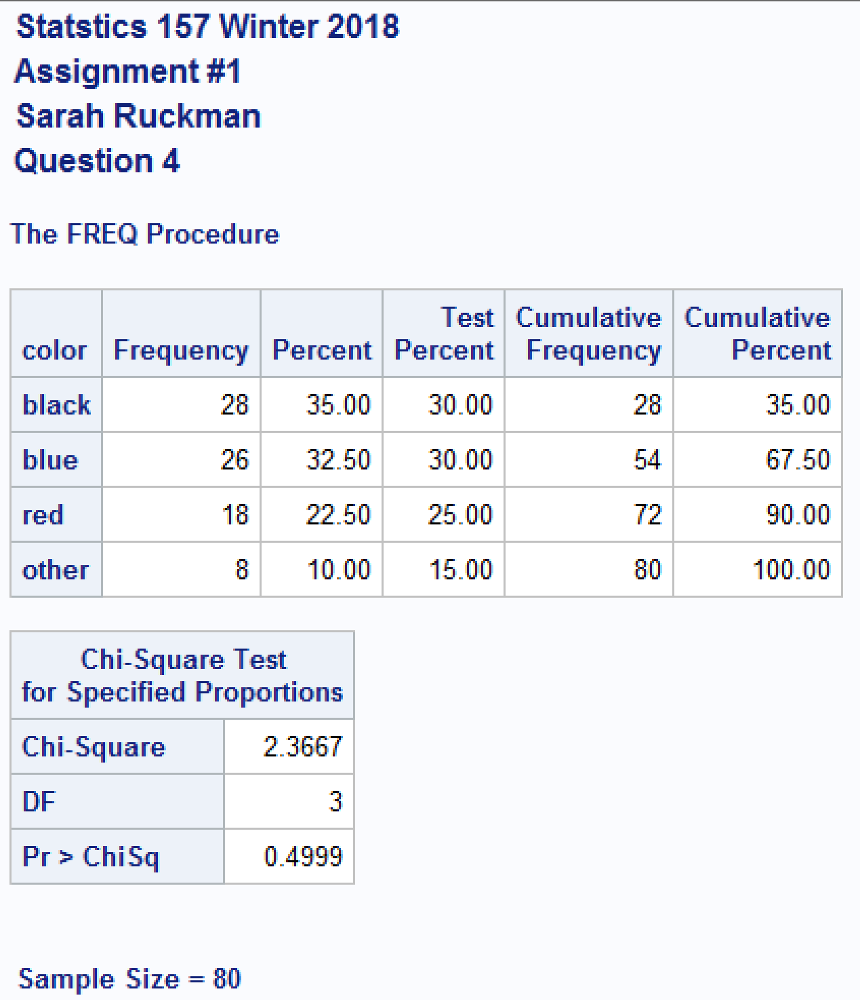 Statstics 157 Winter 2018
Assignment #1
Sarah Ruckman
Question 4
The FREQ Procedure
color Frequency Percent Test Percent Cumulative Frequency Cumulative Percent
black 28 35.00 30.00 28 35.00
blue 26 32.50 30.00 54 67.50
red 18 22.50 25.00 72 90.00
other 8 10.00 15.00 80 100.00
Chi-Square Test
for Specified Proportions
Chi-Square 2.3667
DF 3
Pr > ChiSq 0.4999
Sample Size = 80